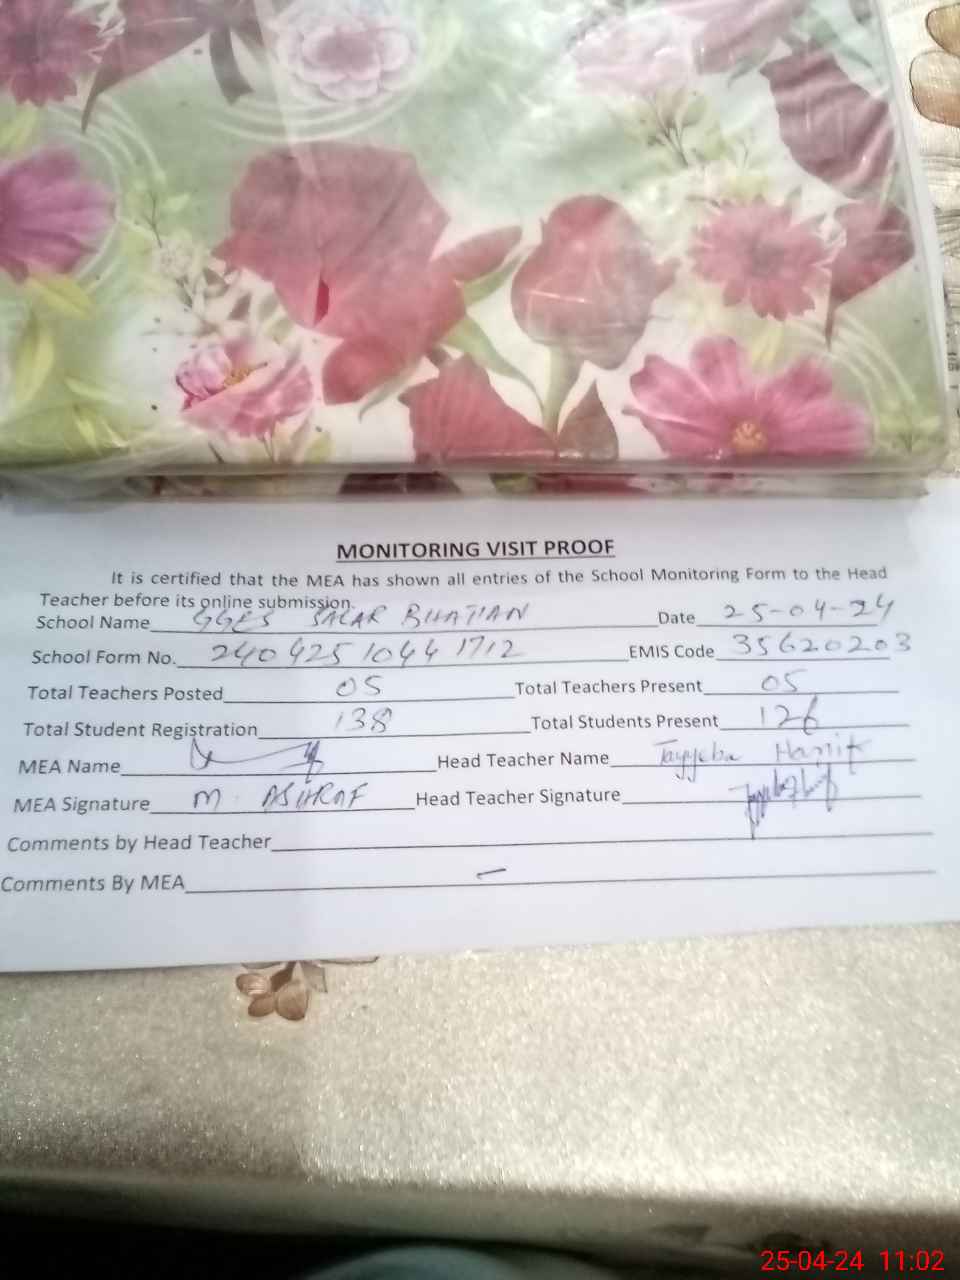 MONITORING VISIT PROOF
It is certified that the MEA has shown all entries of the School Monitoring Form to the Head
Teacher before its online submission.
School Name GGES SALAR BHATIAN Date 25-04-24
School Form No. 24042510441712 EMIS Code 35620203
Total Teachers Posted 05 Total Teachers Present 05
Total Student Registration 138 Total Students Present 126
MEA Name Head Teacher Name Tayyeba Hanif
MEA Signature M. ASHRAF Head Teacher Signature
Comments by Head Teacher
Comments By MEA –
25-04-24 11:02